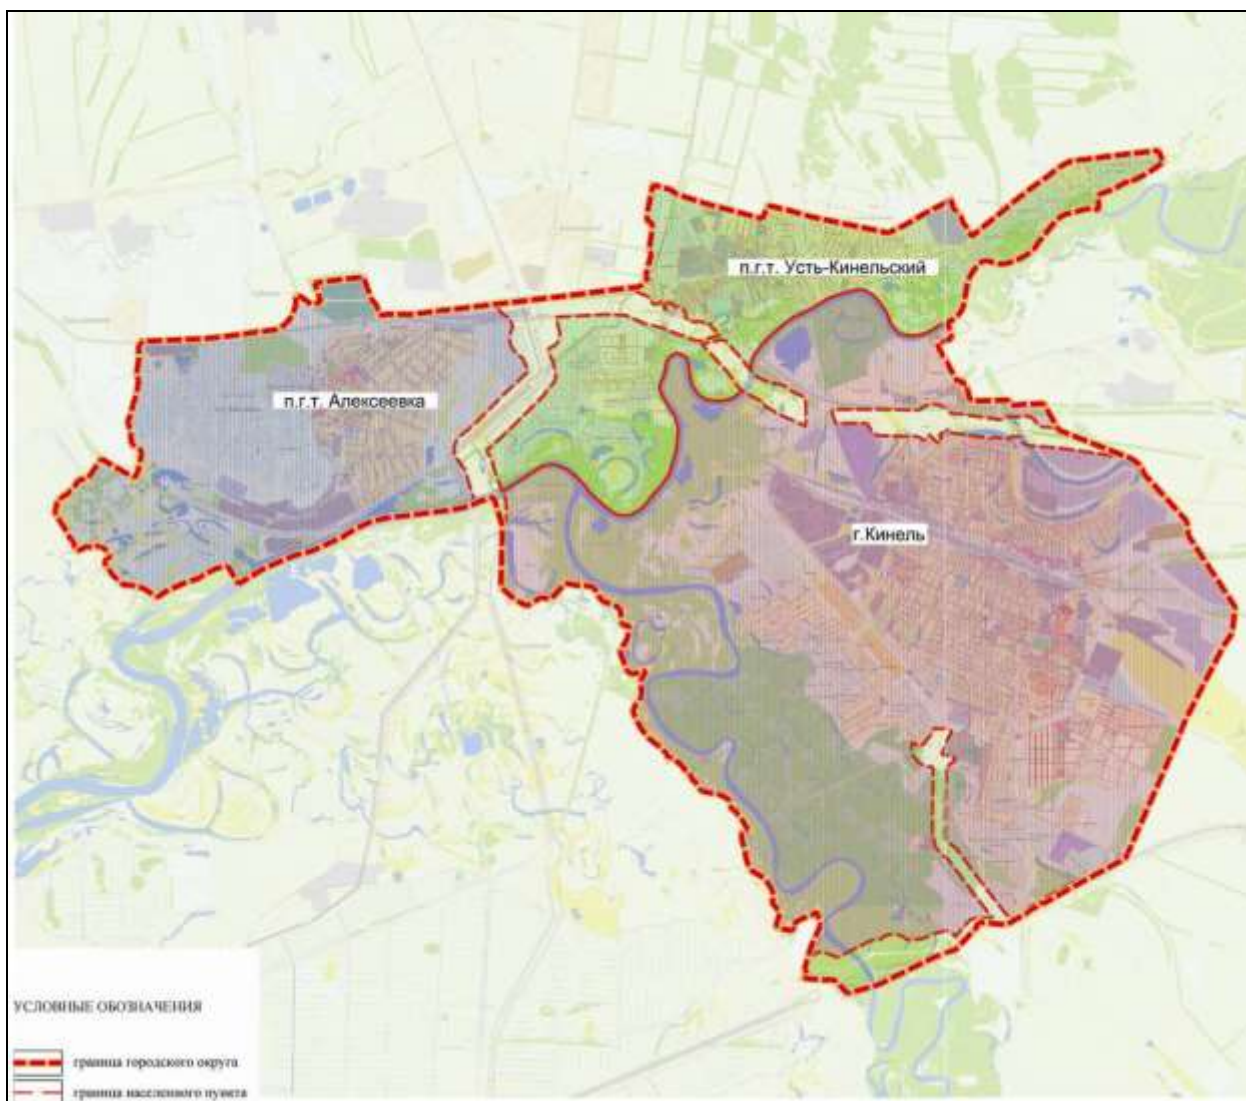 п.г.т. Усть-Кинельский
п.г.т. Алексеевка
г.Кинель
УСЛОВНЫЕ ОБОЗНАЧЕНИЯ
граница городского округа
граница населенного пункта